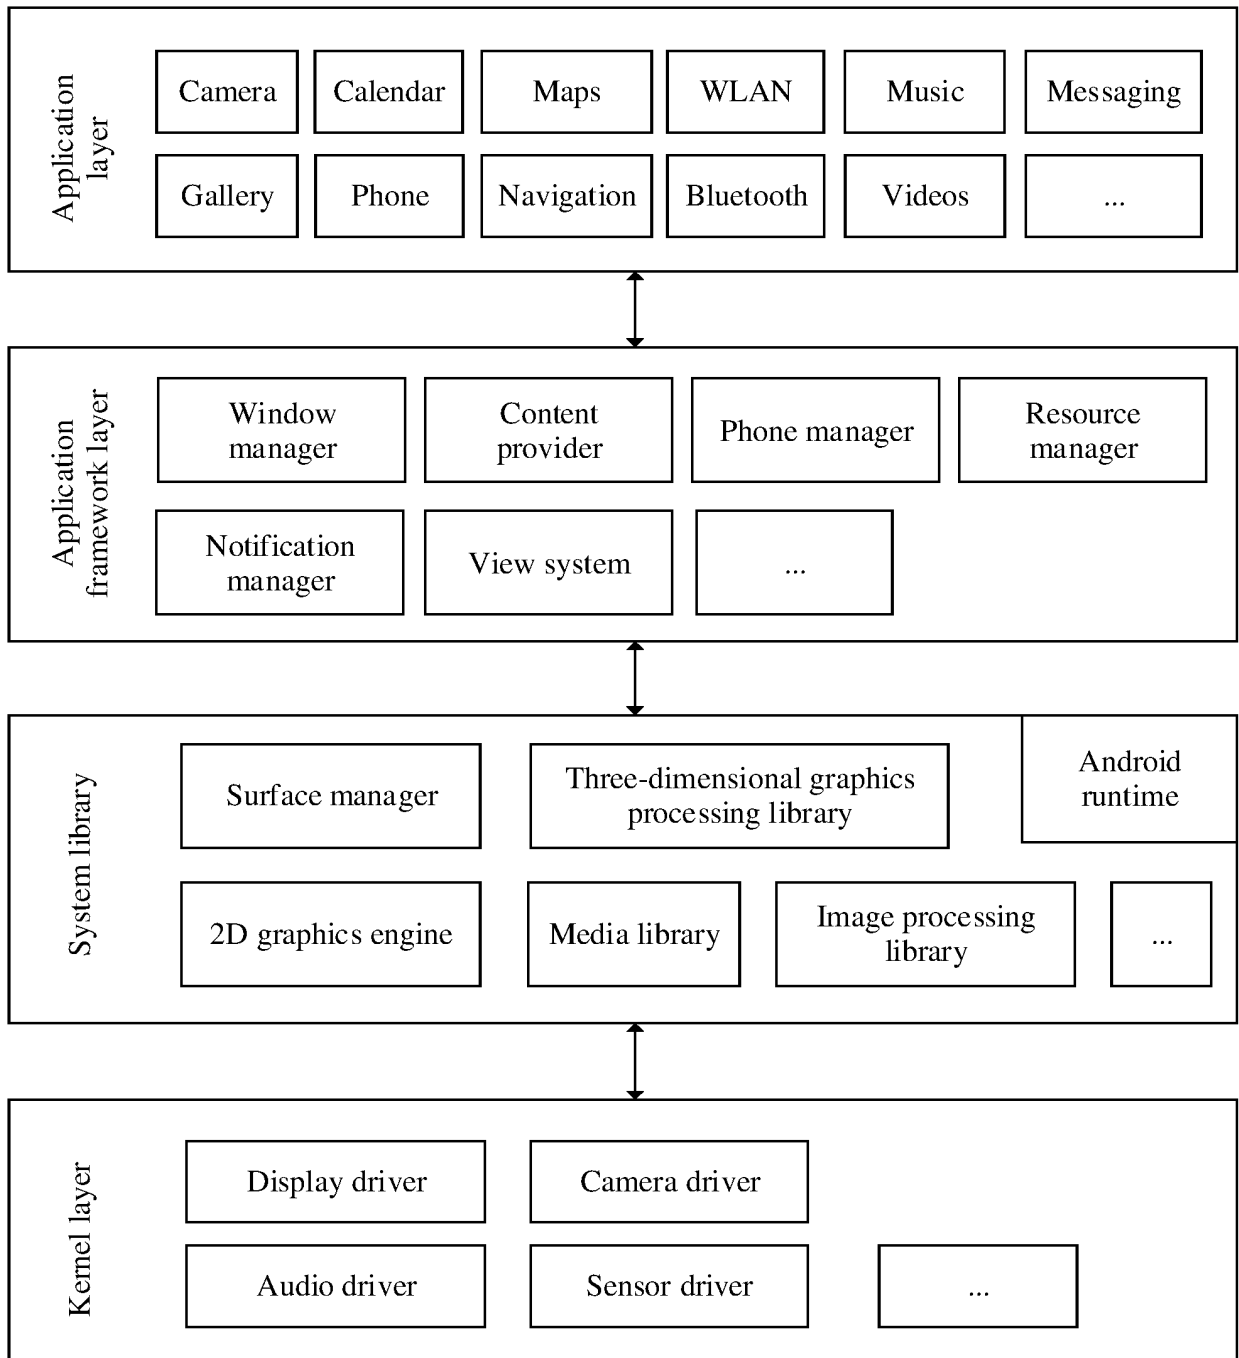 Application
layer
Camera
Calendar
Maps
WLAN
Music
Messaging
Gallery
Phone
Navigation
Bluetooth
Videos
...
Application
framework layer
Window
manager
Content
provider
Phone manager
Resource
manager
Notification
manager
View system
...
System library
Surface manager
Three-dimensional graphics
processing library
Android
runtime
2D graphics engine
Media library
Image processing
library
...
Kernel layer
Display driver
Camera driver
Audio driver
Sensor driver
...